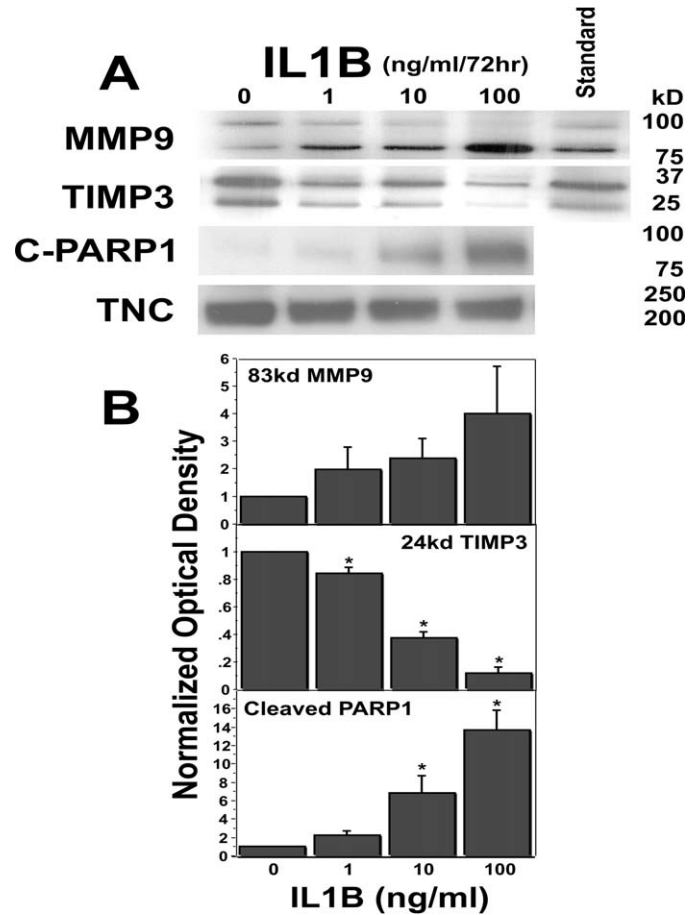 A
IL1B (ng/ml/72hr)
Standard
0 1 10 100
kD
MMP9
100
75
TIMP3
37
25
C-PARP1
100
75
TNC
250
200
B
Normalized Optical Density
83kd MMP9
6
5
4
3
2
1
0
24kd TIMP3
1
.8
.6
.4
.2
0
*
*
*
Cleaved PARP1
16
14
12
10
8
6
4
2
0
*
*
0 1 10 100
IL1B (ng/ml)